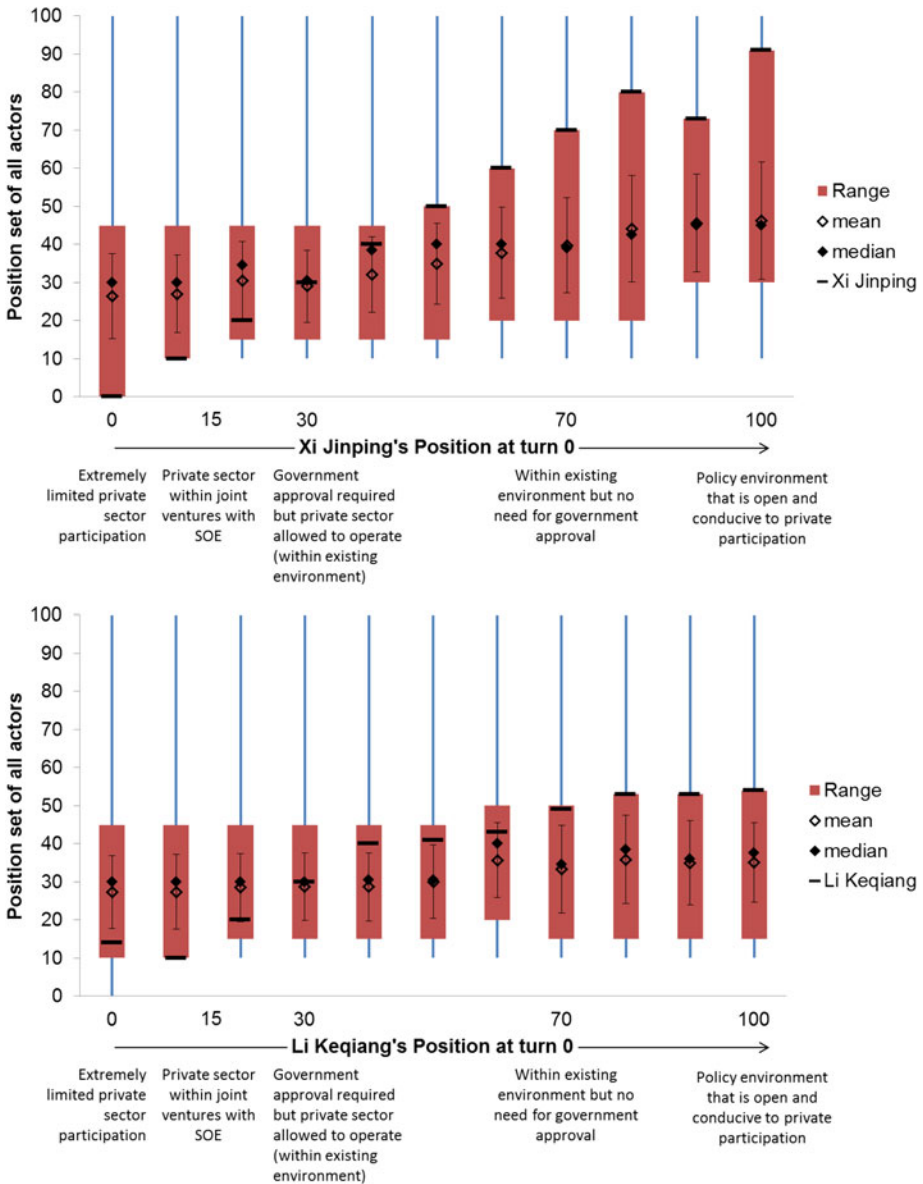 100
90
80
70
60
50
40
30
20
10
0
Position set of all actors
Range
mean
median
Xi Jinping
0 15 30 70 100
Xi Jinping's Position at turn 0
Extremely
limited private
sector
participation
Private sector
within joint
ventures with
SOE
Government
approval required
but private sector
allowed to operate
(within existing
environment)
Within existing
environment but no
need for government
approval
Policy environment
that is open and
conducive to private
participation
100
90
80
70
60
50
40
30
20
10
0
Position set of all actors
Range
mean
median
Li Keqiang
0 15 30 70 100
Li Keqiang's Position at turn 0
Extremely
limited private
sector
participation
Private sector
within joint
ventures with
SOE
Government
approval required
but private sector
allowed to operate
(within existing
environment)
Within existing
environment but no
need for government
approval
Policy environment
that is open and
conducive to private
participation